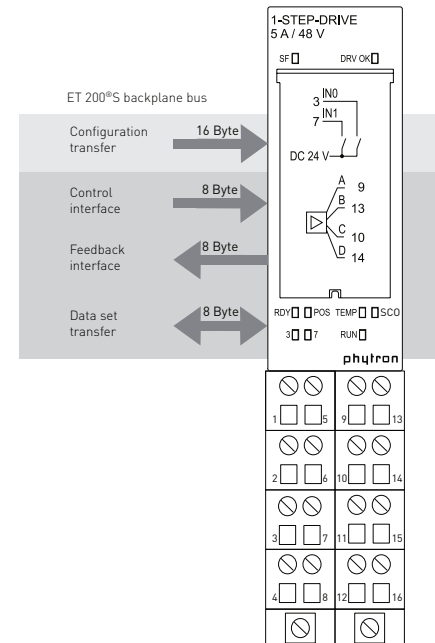 1-STEP-DRIVE
5 A / 48 V
SF DRV OK
ET 200®S backplane bus
IN0
3
IN1
7
DC 24 V
Configuration
transfer
16 Byte
Control
interface
8 Byte
Feedback
interface
8 Byte
Data set
transfer
8 Byte
A 9
B 13
C 10
D 14
RDY POS TEMP SCO
3 7 RUN
phytron
1 5 9 13
2 6 10 14
3 7 11 15
4 8 12 16